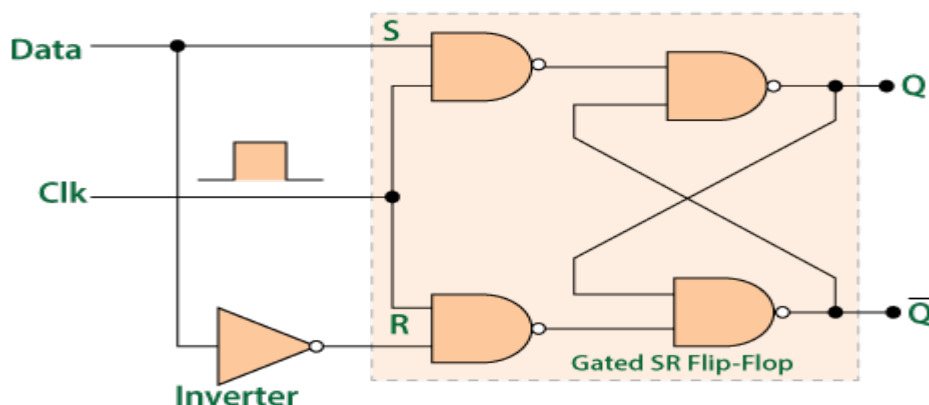 Data
S
Q
Clk
R
Q̅
Gated SR Flip-Flop
Inverter